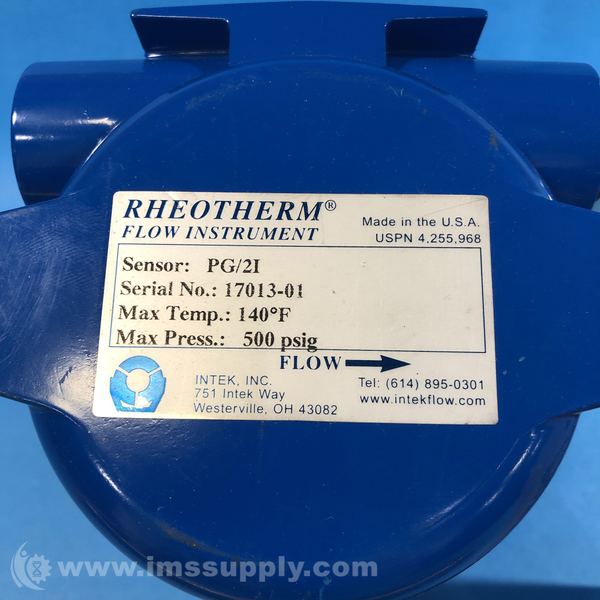 RHEOTHERM®
FLOW INSTRUMENT
Made in the U.S.A.
USPN 4,255,968
Sensor: PG/2I
Serial No.: 17013-01
Max Temp.: 140°F
Max Press.: 500 psig
FLOW
INTEK, INC.
751 Intek Way
Westerville, OH 43082
Tel: (614) 895-0301
www.intekflow.com
www.imssupply.com